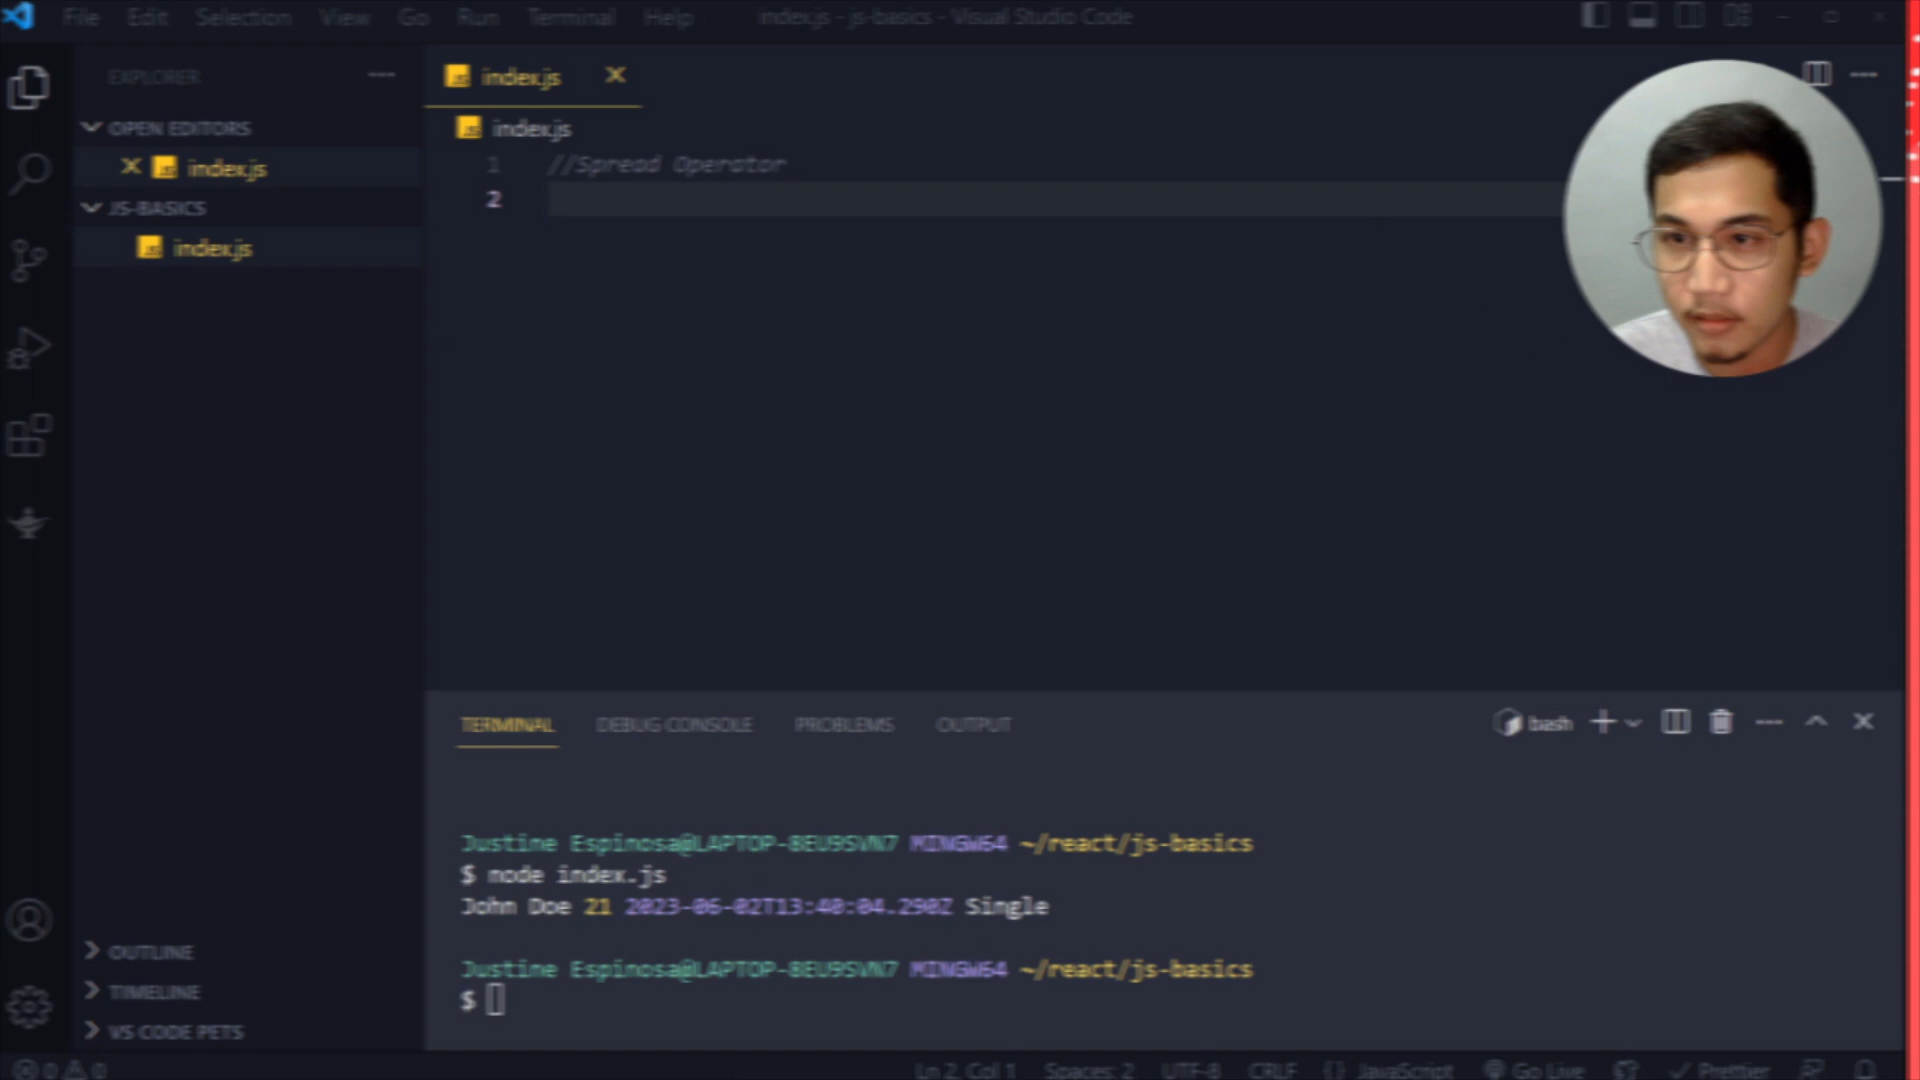 File Edit Selection View Go Run Terminal Help index.js - js-basics - Visual Studio Code
EXPLORER
OPEN EDITORS
index.js
JS-BASICS
index.js
OUTLINE
TIMELINE
VS CODE PETS
index.js
index.js
1 //Spread Operator
2
TERMINAL DEBUG CONSOLE PROBLEMS OUTPUT
bash
Justine Espinosa@LAPTOP-8EU9SVN7 MINGW64 ~/react/js-basics
$ node index.js
John Doe 21 2023-06-02T13:40:04.290Z Single
Justine Espinosa@LAPTOP-8EU9SVN7 MINGW64 ~/react/js-basics
$
0 0 Ln 2, Col 1 Spaces: 2 UTF-8 CRLF {} JavaScript Go Live Prettier